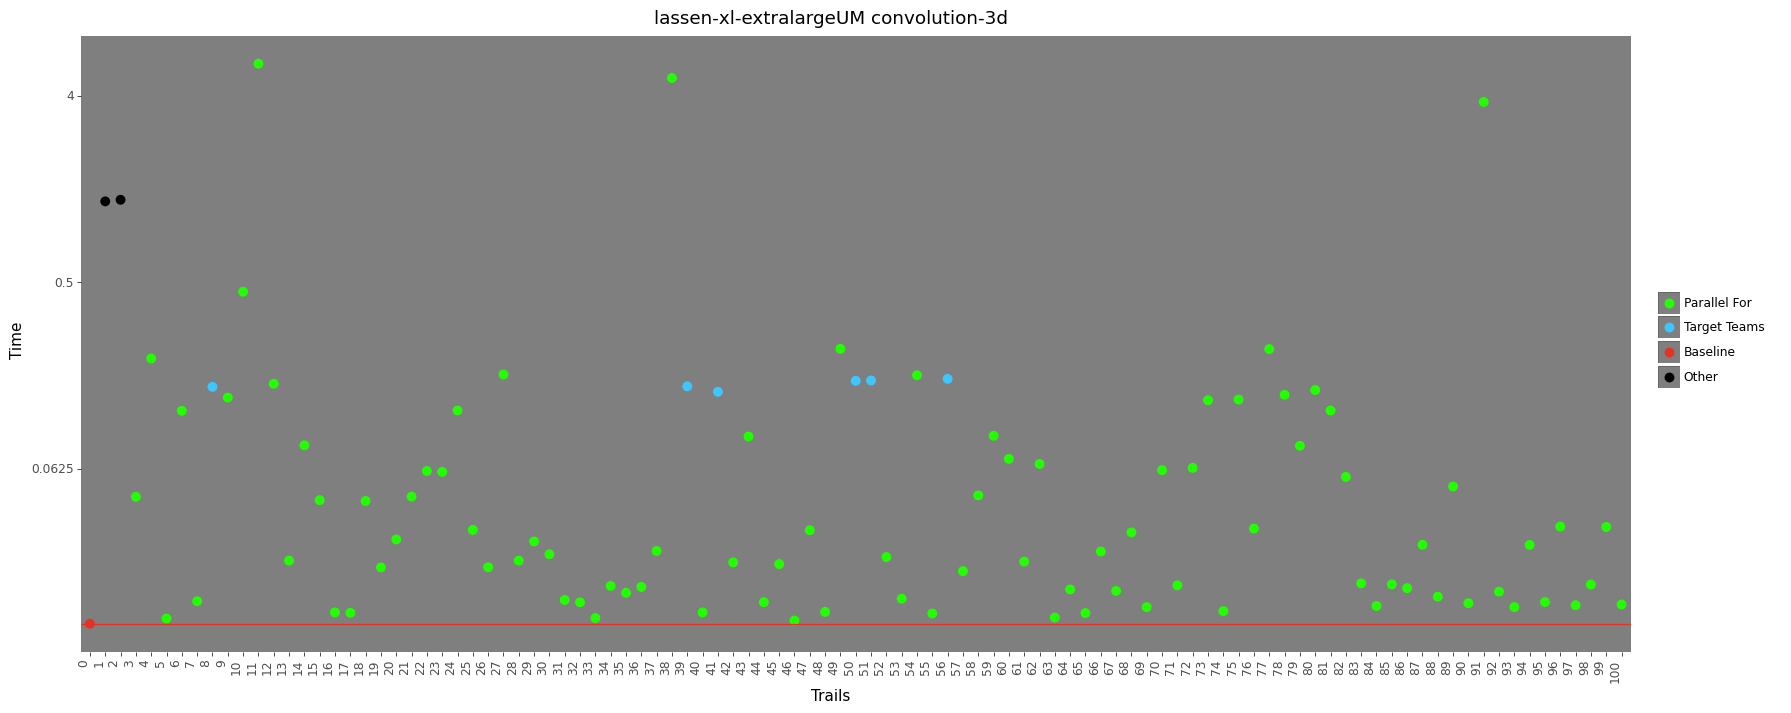 lassen-xl-extralargeUM convolution-3d
Time
4
0.5
0.0625
0 1 2 3 4 5 6 7 8 9 10 11 12 13 14 15 16 17 18 19 20 21 22 23 24 25 26 27 28 29 30 31 32 33 34 35 36 37 38 39 40 41 42 43 44 45 46 47 48 49 50 51 52 53 54 55 56 57 58 59 60 61 62 63 64 65 66 67 68 69 70 71 72 73 74 75 76 77 78 79 80 81 82 83 84 85 86 87 88 89 90 91 92 93 94 95 96 97 98 99 100
Trails
Parallel For
Target Teams
Baseline
Other